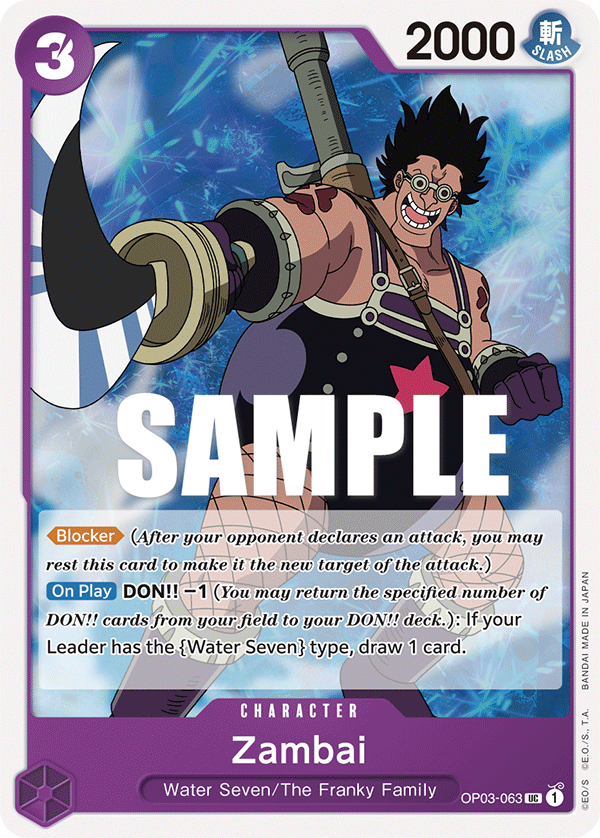 3
2000
斬
SLASH
SAMPLE
Blocker (After your opponent declares an attack, you may
rest this card to make it the new target of the attack.)
On Play DON!! −1 (You may return the specified number of
DON!! cards from your field to your DON!! deck.): If your
Leader has the {Water Seven} type, draw 1 card.
CHARACTER
Zambai
Water Seven/The Franky Family
OP03-063 UC 1
©EO/S ©E.O./S., T.A. BANDAI MADE IN JAPAN